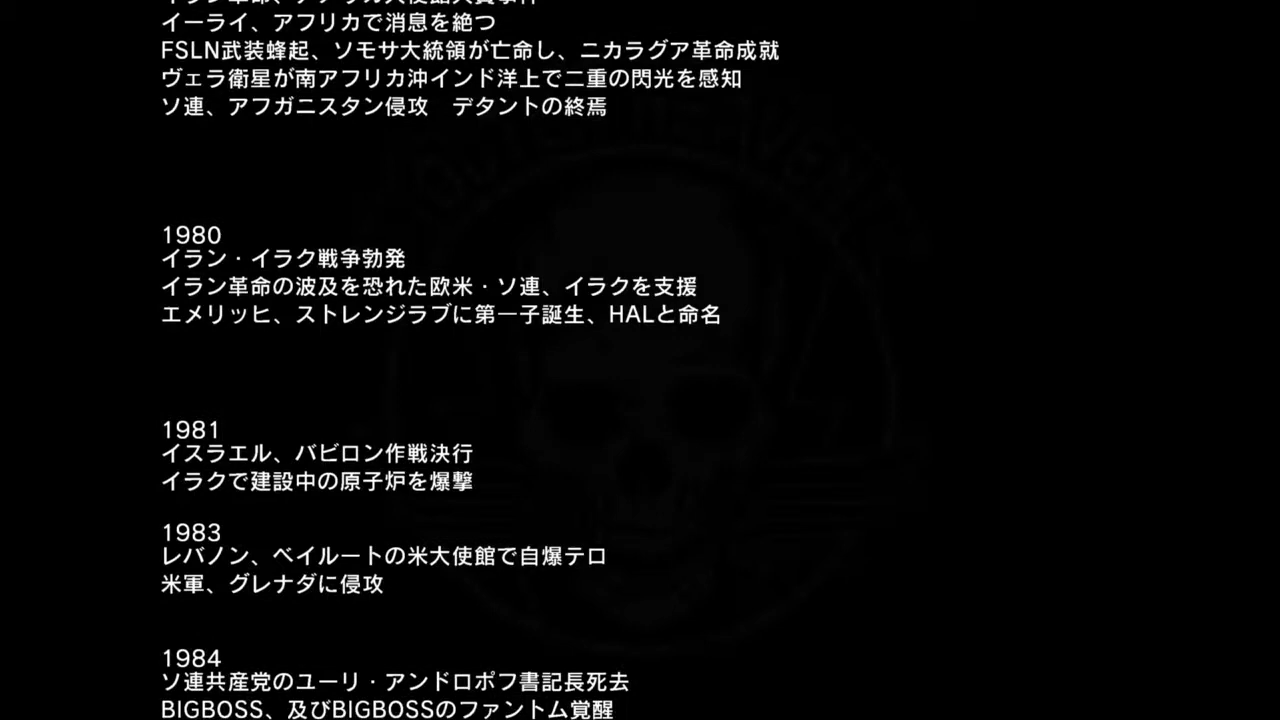 イーライ、アフリカで消息を絶つ
FSLN武装蜂起、ソモサ大統領が亡命し、ニカラグア革命成就
ヴェラ衛星が南アフリカ沖インド洋上で二重の閃光を感知
ソ連、アフガニスタン侵攻　デタントの終焉
1980
イラン・イラク戦争勃発
イラン革命の波及を恐れた欧米・ソ連、イラクを支援
エメリッヒ、ストレンジラブに第一子誕生、HALと命名
1981
イスラエル、バビロン作戦決行
イラクで建設中の原子炉を爆撃
1983
レバノン、ベイルートの米大使館で自爆テロ
米軍、グレナダに侵攻
1984
ソ連共産党のユーリ・アンドロポフ書記長死去
BIGBOSS、及びBIGBOSSのファントム覚醒